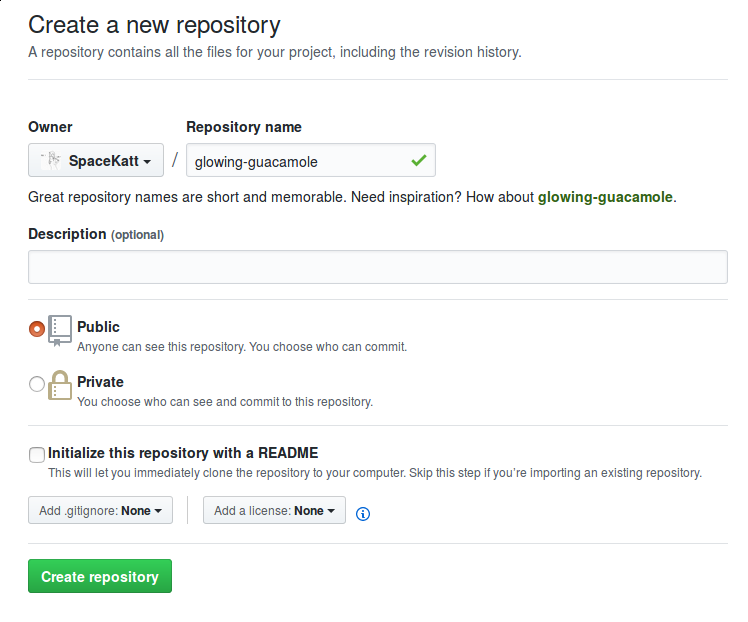 Create a new repository
A repository contains all the files for your project, including the revision history.
Owner
Repository name
SpaceKatt / glowing-guacamole
Great repository names are short and memorable. Need inspiration? How about glowing-guacamole.
Description (optional)
Public
Anyone can see this repository. You choose who can commit.
Private
You choose who can see and commit to this repository.
Initialize this repository with a README
This will let you immediately clone the repository to your computer. Skip this step if you’re importing an existing repository.
Add .gitignore: None
Add a license: None
Create repository